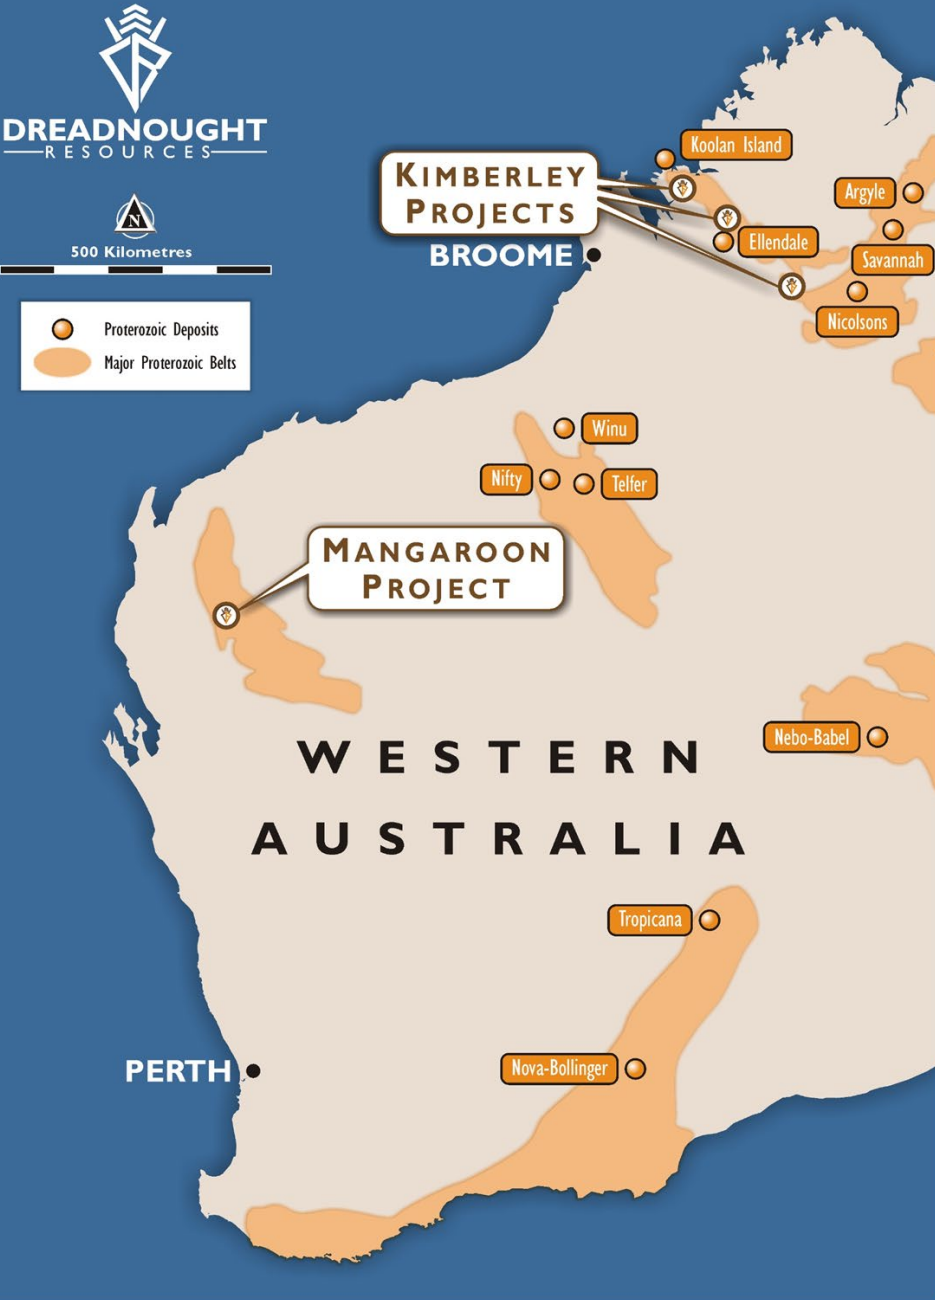 DREADNOUGHT
RESOURCES
N
500 Kilometres
Proterozoic Deposits
Major Proterozoic Belts
KIMBERLEY
PROJECTS
BROOME
Koolan Island
Argyle
Ellendale
Savannah
Nicolsons
Winu
Nifty
Telfer
MANGAROON
PROJECT
Nebo-Babel
WESTERN
AUSTRALIA
Tropicana
Nova-Bollinger
PERTH